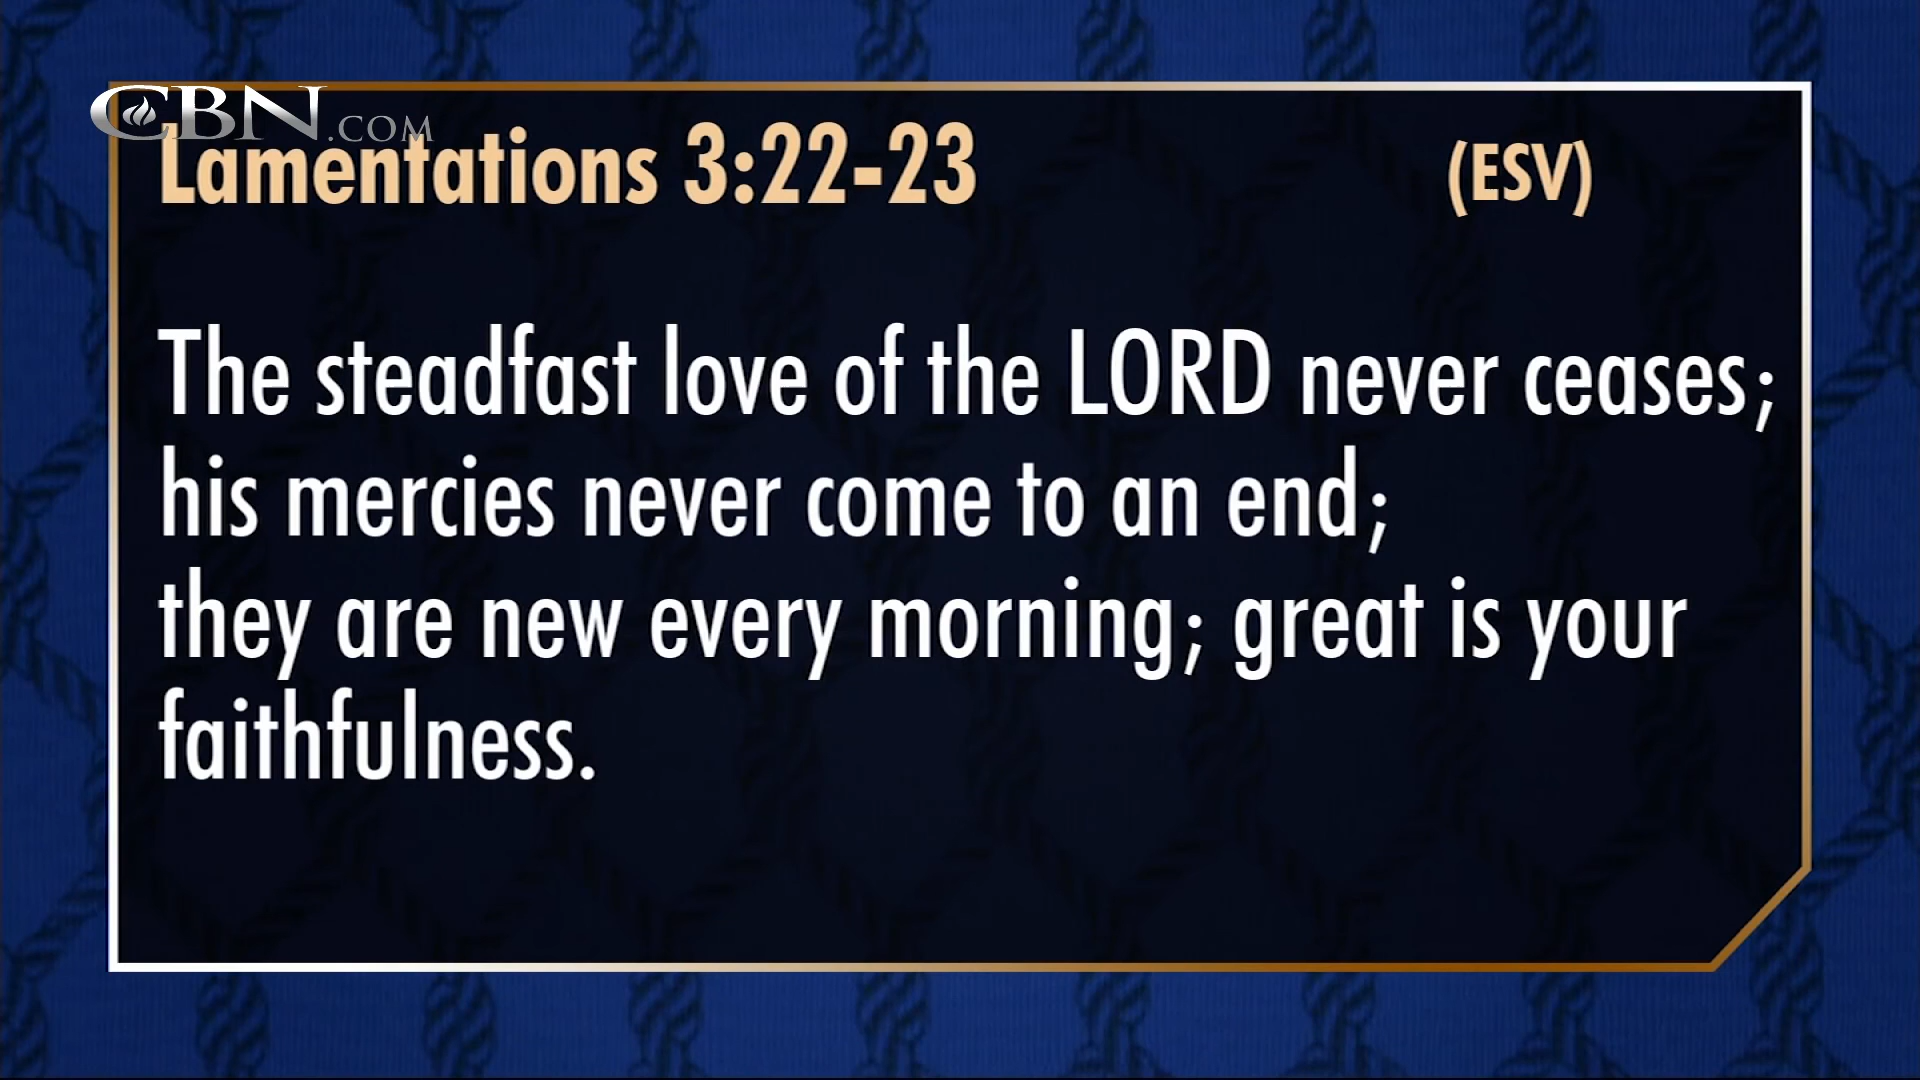 CBN.COM
Lamentations 3:22-23 (ESV)
The steadfast love of the LORD never ceases;
his mercies never come to an end;
they are new every morning; great is your
faithfulness.